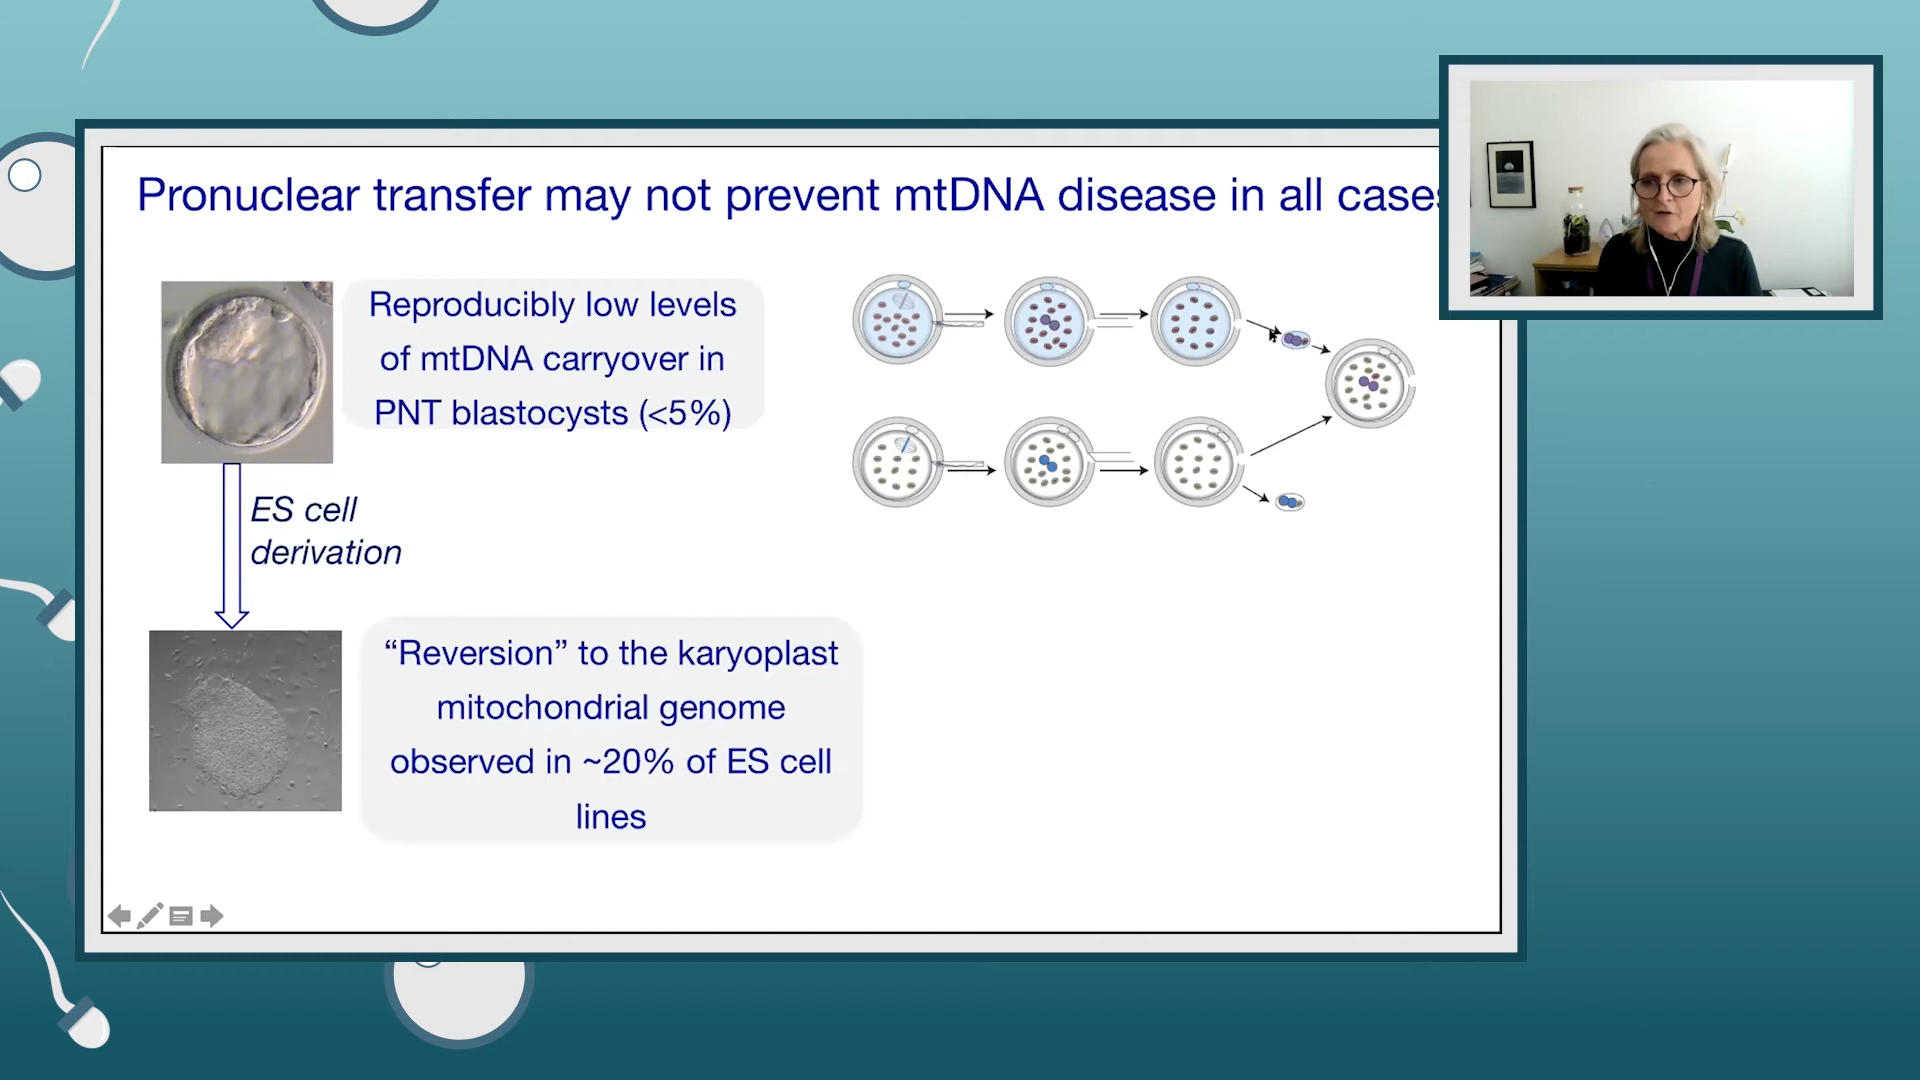 Pronuclear transfer may not prevent mtDNA disease in all cases
Reproducibly low levels
of mtDNA carryover in
PNT blastocysts (<5%)
ES cell
derivation
“Reversion” to the karyoplast
mitochondrial genome
observed in ~20% of ES cell
lines